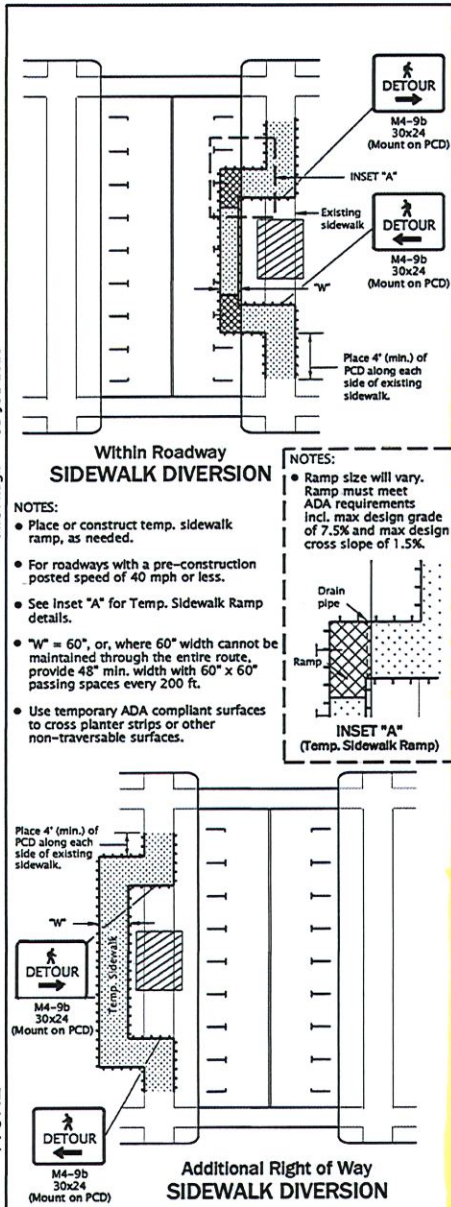 DETOUR
M4-9b
30x24
(Mount on PCD)
INSET "A"
Existing
sidewalk
DETOUR
M4-9b
30x24
(Mount on PCD)
"W"
Place 4' (min.) of
PCD along each
side of existing
sidewalk.
Within Roadway
SIDEWALK DIVERSION
NOTES:
• Place or construct temp. sidewalk
ramp, as needed.
• For roadways with a pre-construction
posted speed of 40 mph or less.
• See Inset "A" for Temp. Sidewalk Ramp
details.
• "W" = 60", or, where 60" width cannot be
maintained through the entire route,
provide 48" min. width with 60" x 60"
passing spaces every 200 ft.
• Use temporary ADA compliant surfaces
to cross planter strips or other
non-traversable surfaces.
NOTES:
• Ramp size will vary.
Ramp must meet
ADA requirements
incl. max design grade
of 7.5% and max design
cross slope of 1.5%.
Drain
pipe
Ramp
INSET "A"
(Temp. Sidewalk Ramp)
Place 4' (min.) of
PCD along each
side of existing
sidewalk.
"W"
Temp. Sidewalk
DETOUR
M4-9b
30x24
(Mount on PCD)
DETOUR
M4-9b
30x24
(Mount on PCD)
Additional Right of Way
SIDEWALK DIVERSION